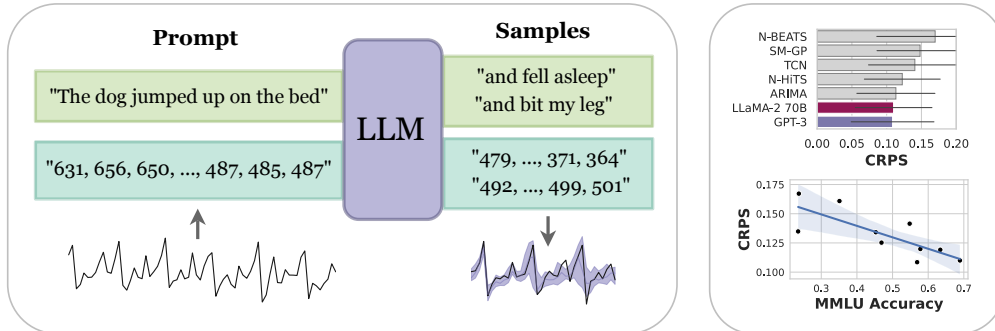 Prompt
Samples
"The dog jumped up on the bed"
LLM
"and fell asleep"
"and bit my leg"
"631, 656, 650, ..., 487, 485, 487"
"479, ..., 371, 364"
"492, ..., 499, 501"
N-BEATS
SM-GP
TCN
N-HiTS
ARIMA
LLaMA-2 70B
GPT-3
0.00 0.05 0.10 0.15 0.20
CRPS
0.175
0.150
0.125
0.100
CRPS
0.3 0.4 0.5 0.6 0.7
MMLU Accuracy